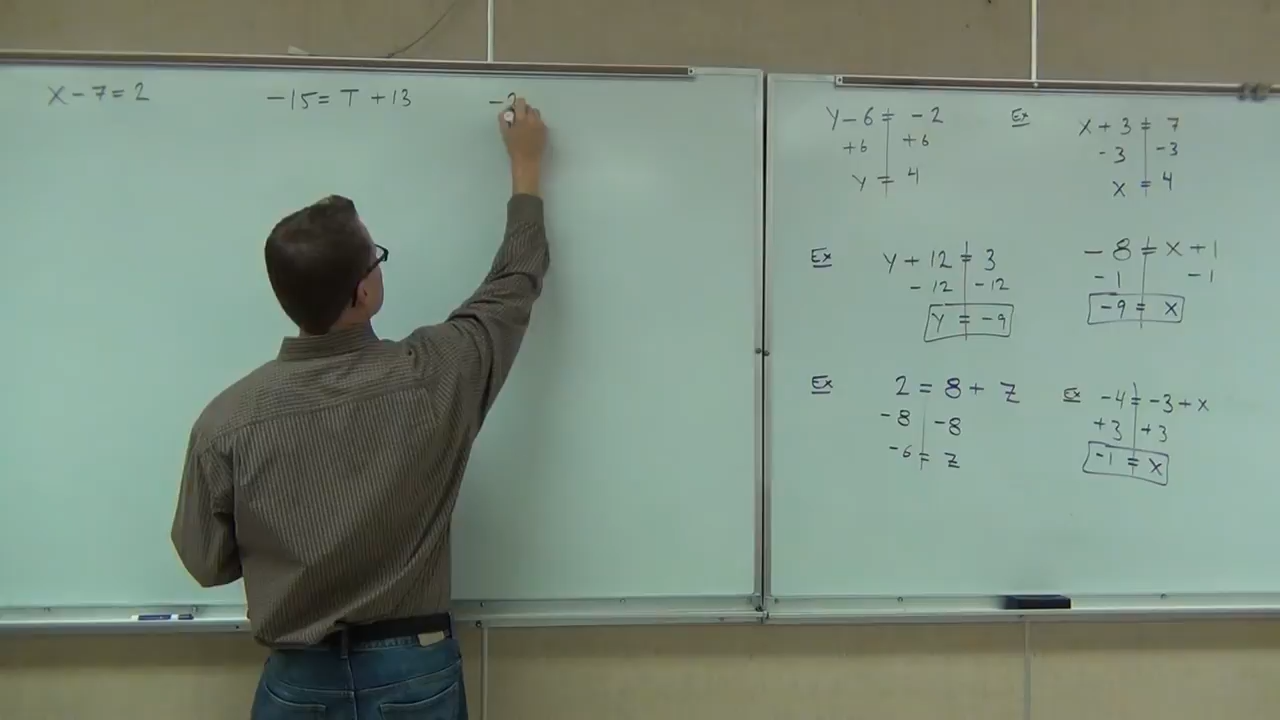 x - 7 = 2
-15 = T + 13
y - 6 = -2
+6 +6
y = 4
Ex
x + 3 = 7
-3 -3
x = 4
Ex
y + 12 = 3
-12 -12
y = -9
-8 = x + 1
-1 -1
-9 = x
Ex
2 = 8 + z
-8 -8
-6 = z
Ex
-4 = -3 + x
+3 +3
-1 = x